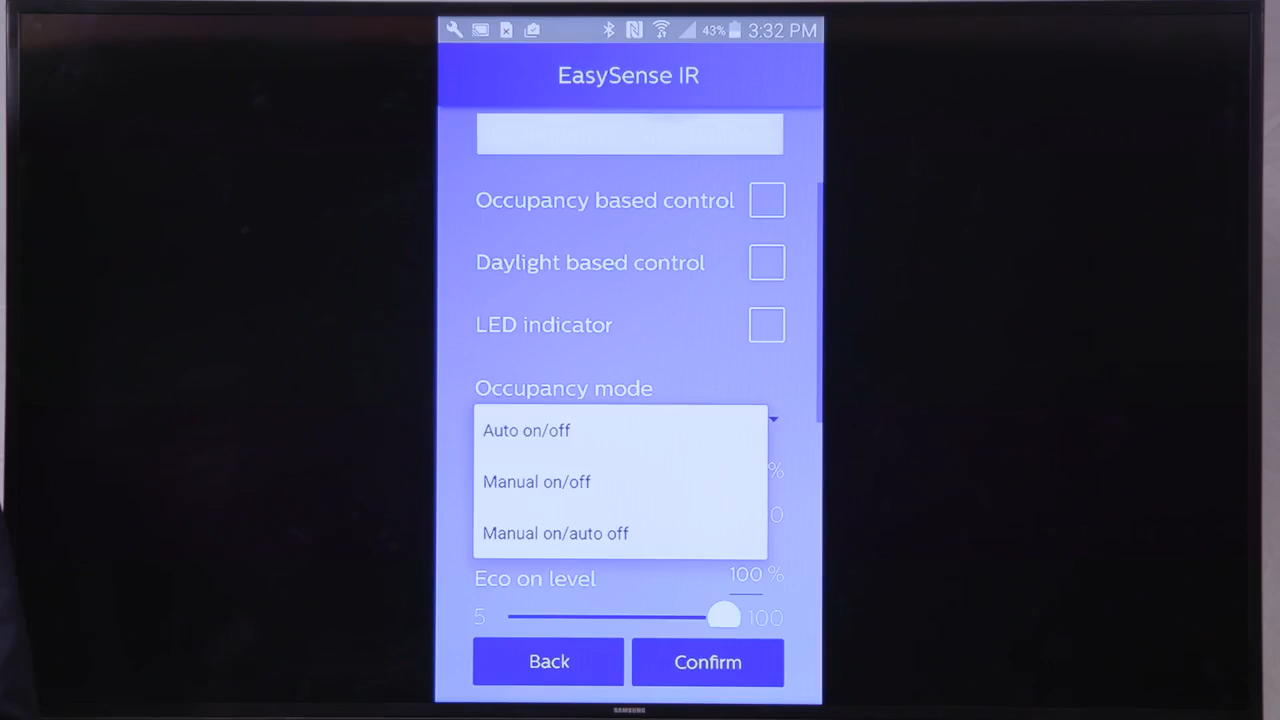 43% 3:32 PM
EasySense IR
Occupancy based control
Daylight based control
LED indicator
Occupancy mode
Auto on/off
Manual on/off
Manual on/auto off
%
0
Eco on level 100 %
5 100
Back Confirm
SAMSUNG